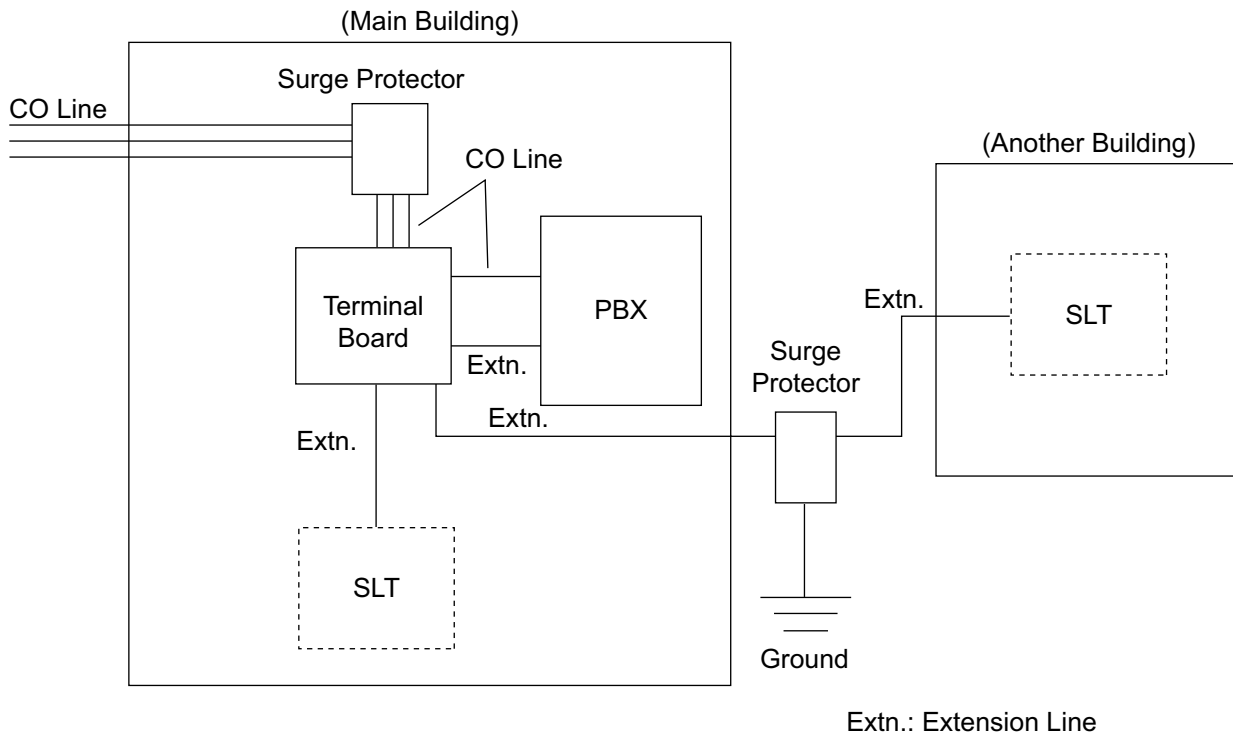 (Main Building)
Surge Protector
CO Line
CO Line
(Another Building)
Terminal
Board
PBX
Extn.
SLT
Surge
Protector
Extn.
Extn.
Extn.
SLT
Ground
Extn.: Extension Line